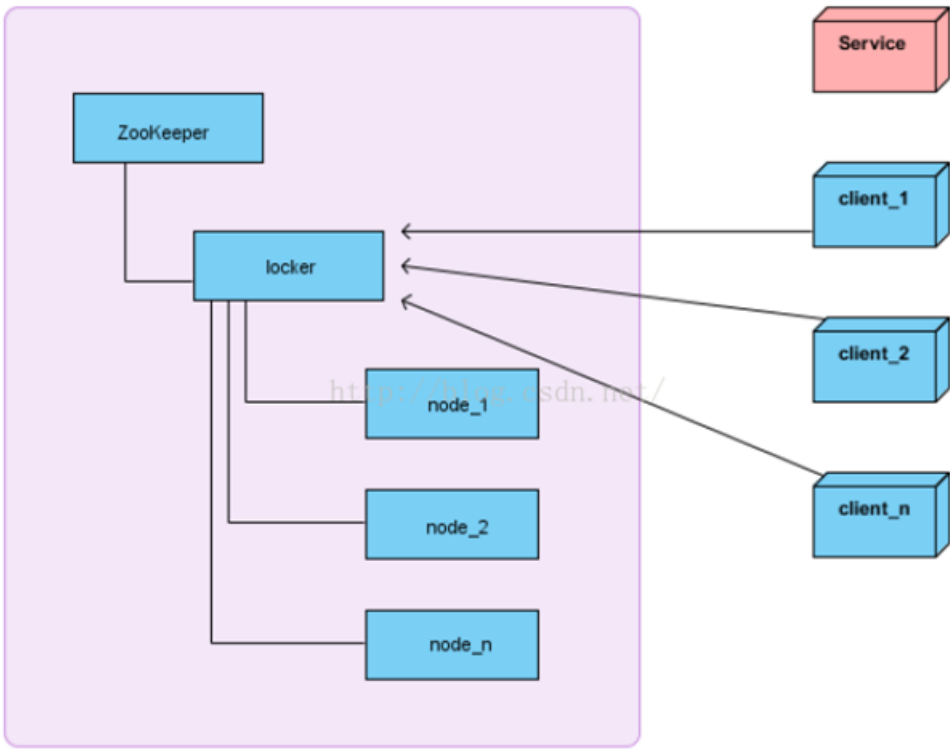 Service
ZooKeeper
client_1
locker
client_2
http://blog.csdn.net/
node_1
client_n
node_2
node_n